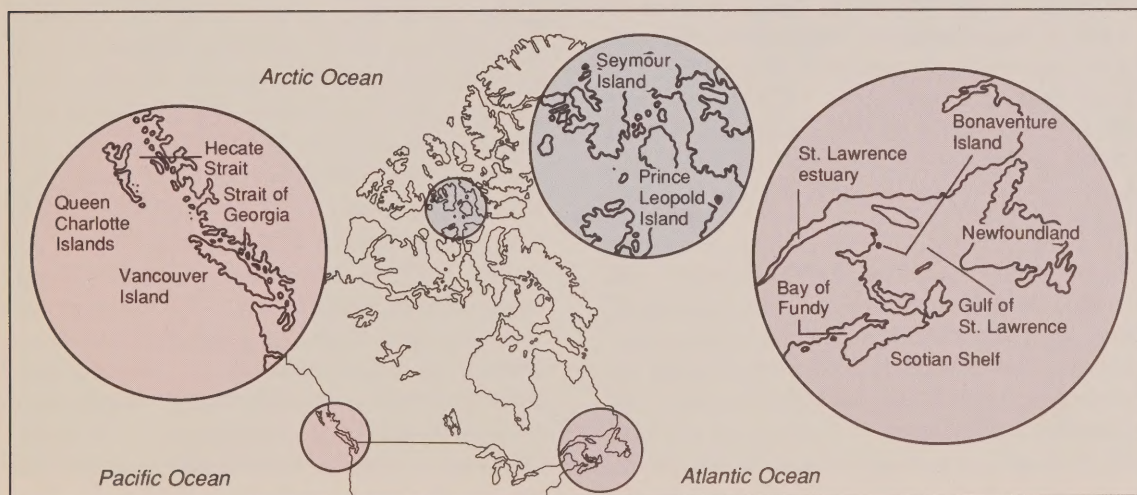 Arctic Ocean
Hecate
Strait
Strait of
Georgia
Queen
Charlotte
Islands
Vancouver
Island
Seymour
Island
Prince
Leopold
Island
Bonaventure
Island
St. Lawrence
estuary
Newfoundland
Bay of
Fundy
Gulf of
St. Lawrence
Scotian Shelf
Pacific Ocean
Atlantic Ocean